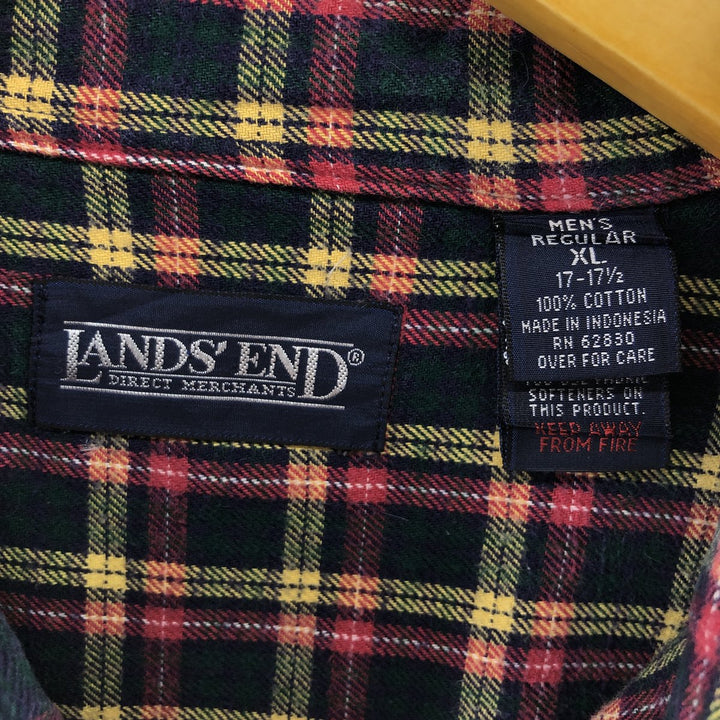 LANDS' END®
DIRECT MERCHANTS
MEN'S
REGULAR
XL
17-17½
100% COTTON
MADE IN INDONESIA
RN 62830
OVER FOR CARE
SOFTENERS ON
THIS PRODUCT.
KEEP AWAY
FROM FIRE